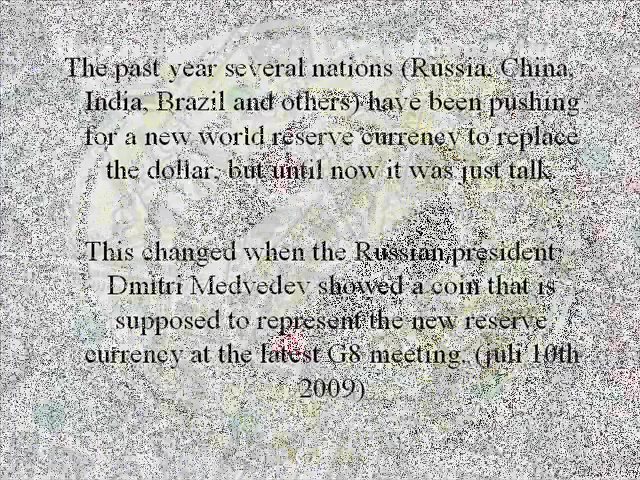 The past year several nations (Russia, China,
India, Brazil and others) have been pushing
for a new world reserve currency to replace
the dollar, but until now it was just talk.
This changed when the Russian president
Dmitri Medvedev showed a coin that is
supposed to represent the new reserve
currency at the latest G8 meeting. (juli 10th
2009)